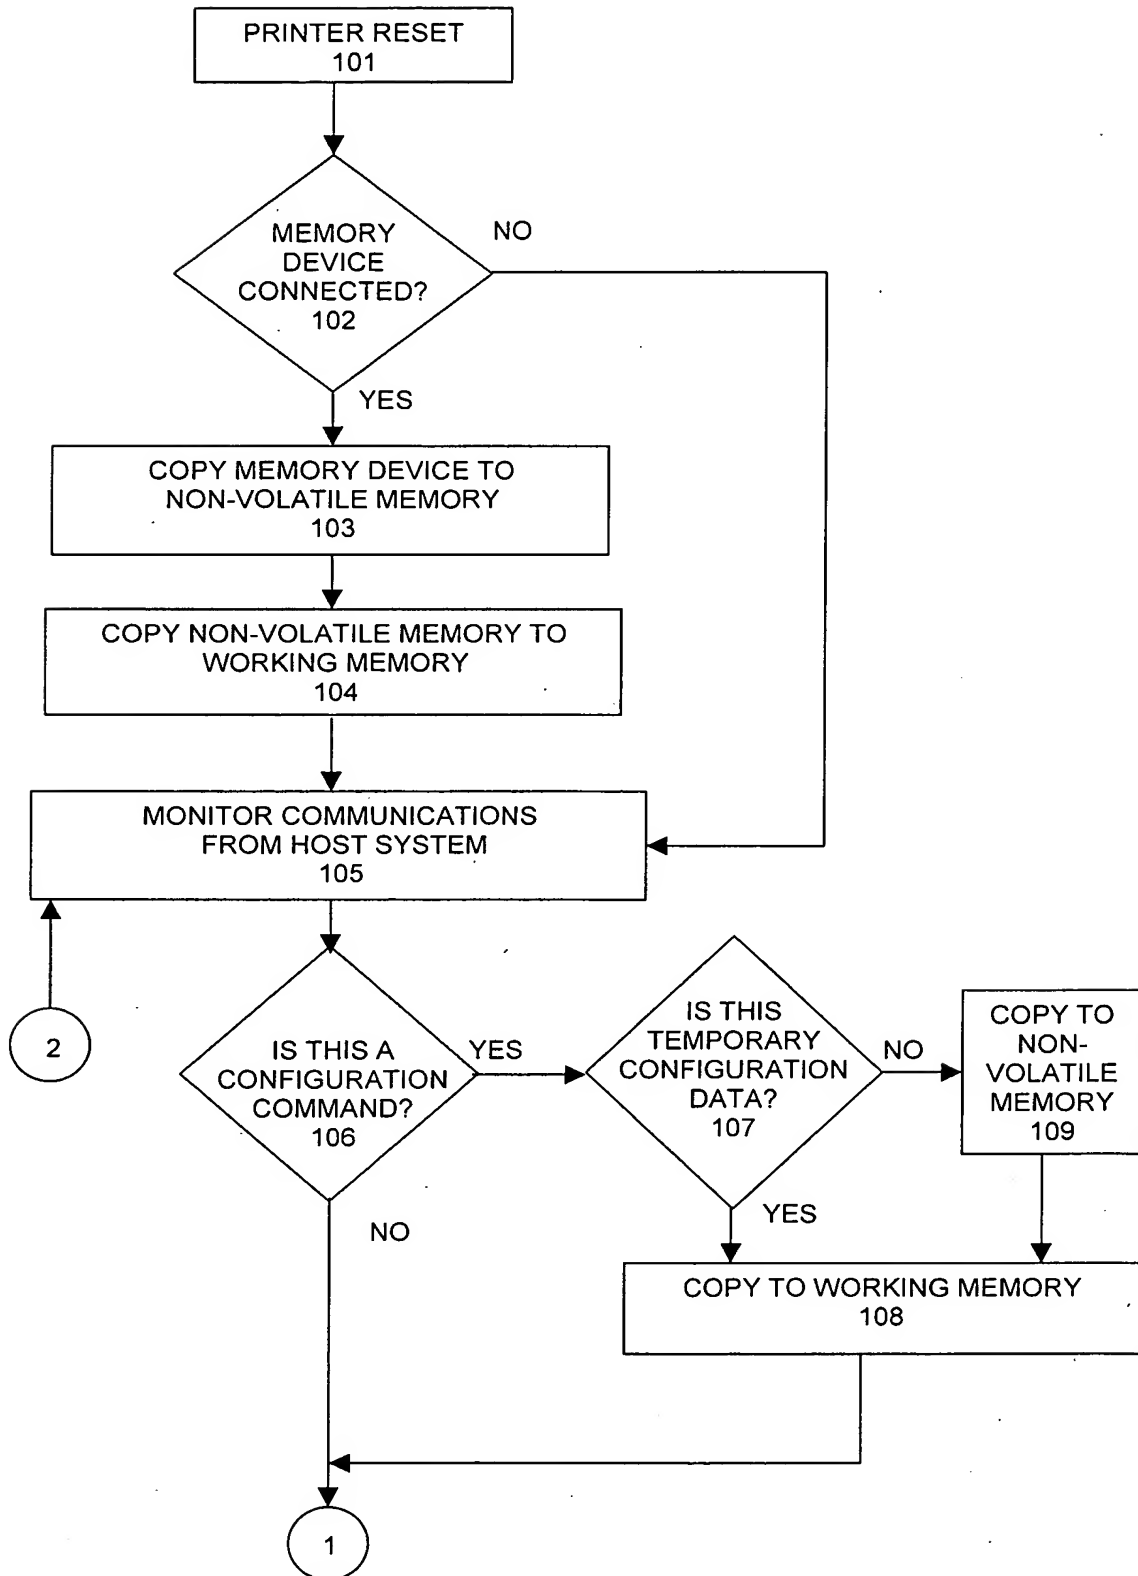 PRINTER RESET
101
MEMORY
DEVICE
CONNECTED?
102
NO
YES
COPY MEMORY DEVICE TO
NON-VOLATILE MEMORY
103
COPY NON-VOLATILE MEMORY TO
WORKING MEMORY
104
MONITOR COMMUNICATIONS
FROM HOST SYSTEM
105
2
IS THIS A
CONFIGURATION
COMMAND?
106
YES
NO
IS THIS
TEMPORARY
CONFIGURATION
DATA?
107
NO
YES
COPY TO
NON-
VOLATILE
MEMORY
109
COPY TO WORKING MEMORY
108
1